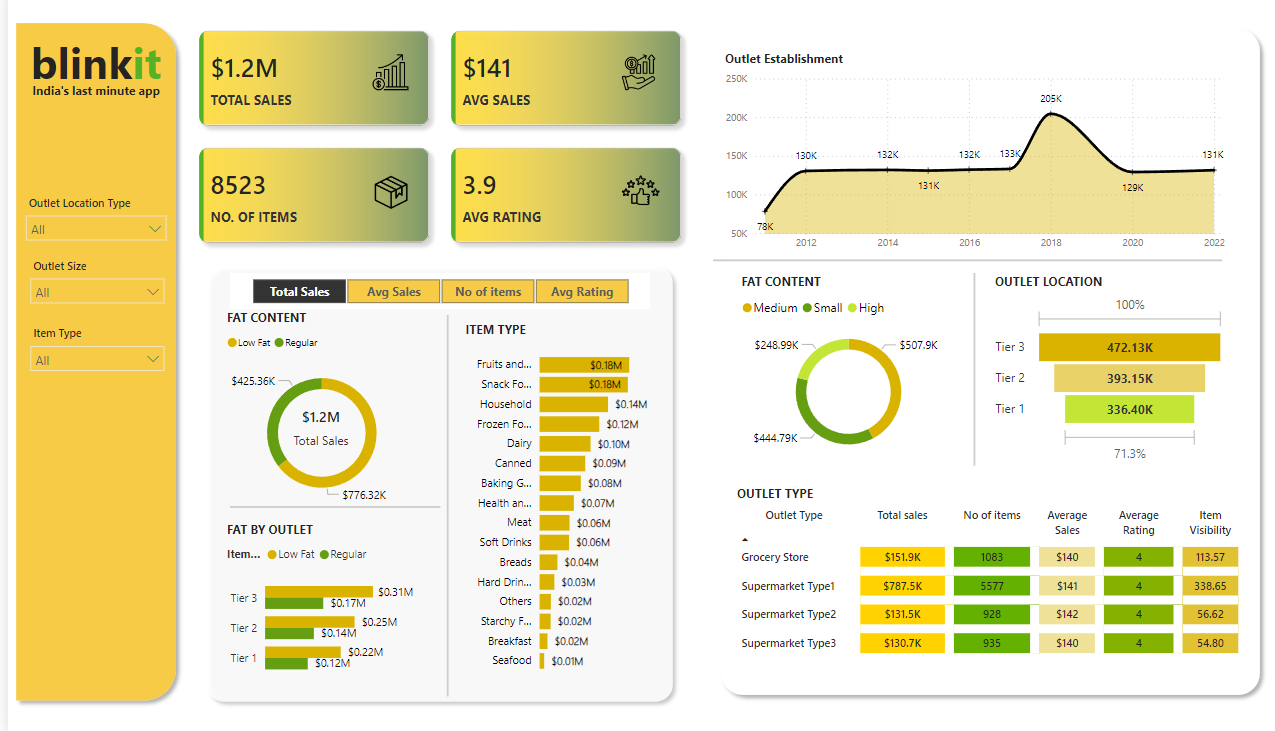 blinkit
India's last minute app
Outlet Location Type
All
Outlet Size
All
Item Type
All
$1.2M
TOTAL SALES
$141
AVG SALES
8523
NO. OF ITEMS
3.9
AVG RATING
Total Sales
Avg Sales
No of items
Avg Rating
FAT CONTENT
Low Fat
Regular
$425.36K
$1.2M
Total Sales
$776.32K
FAT BY OUTLET
Item...
Low Fat
Regular
Tier 3
$0.31M
$0.17M
Tier 2
$0.25M
$0.14M
Tier 1
$0.22M
$0.12M
ITEM TYPE
Fruits and... $0.18M
Snack Fo... $0.18M
Household $0.14M
Frozen Fo... $0.12M
Dairy $0.10M
Canned $0.09M
Baking G... $0.08M
Health an... $0.07M
Meat $0.06M
Soft Drinks $0.06M
Breads $0.04M
Hard Drin... $0.03M
Others $0.02M
Starchy F... $0.02M
Breakfast $0.02M
Seafood $0.01M
Outlet Establishment
250K
200K
150K
100K
50K
78K
130K
132K
131K
132K
133K
205K
129K
131K
2012
2014
2016
2018
2020
2022
FAT CONTENT
Medium
Small
High
$248.99K
$507.9K
$444.79K
OUTLET LOCATION
100%
Tier 3 472.13K
Tier 2 393.15K
Tier 1 336.40K
71.3%
OUTLET TYPE
Outlet Type Total sales No of items Average Sales Average Rating Item Visibility
Grocery Store $151.9K 1083 $140 4 113.57
Supermarket Type1 $787.5K 5577 $141 4 338.65
Supermarket Type2 $131.5K 928 $142 4 56.62
Supermarket Type3 $130.7K 935 $140 4 54.80